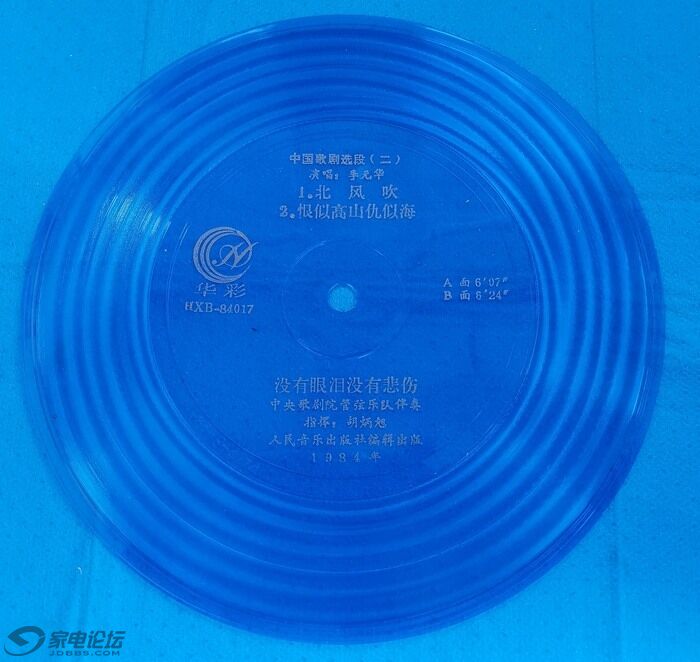 中国歌剧选段（二）
演唱：李元华
1.北风吹
2.恨似高山仇似海
华彩
HXB-84017
A 面 6′07″
B 面 6′24″
没有眼泪没有悲伤
中央歌剧院管弦乐队伴奏
指挥：胡炳旭
人民音乐出版社编辑出版
1984年
家电论坛
JDBBS.COM